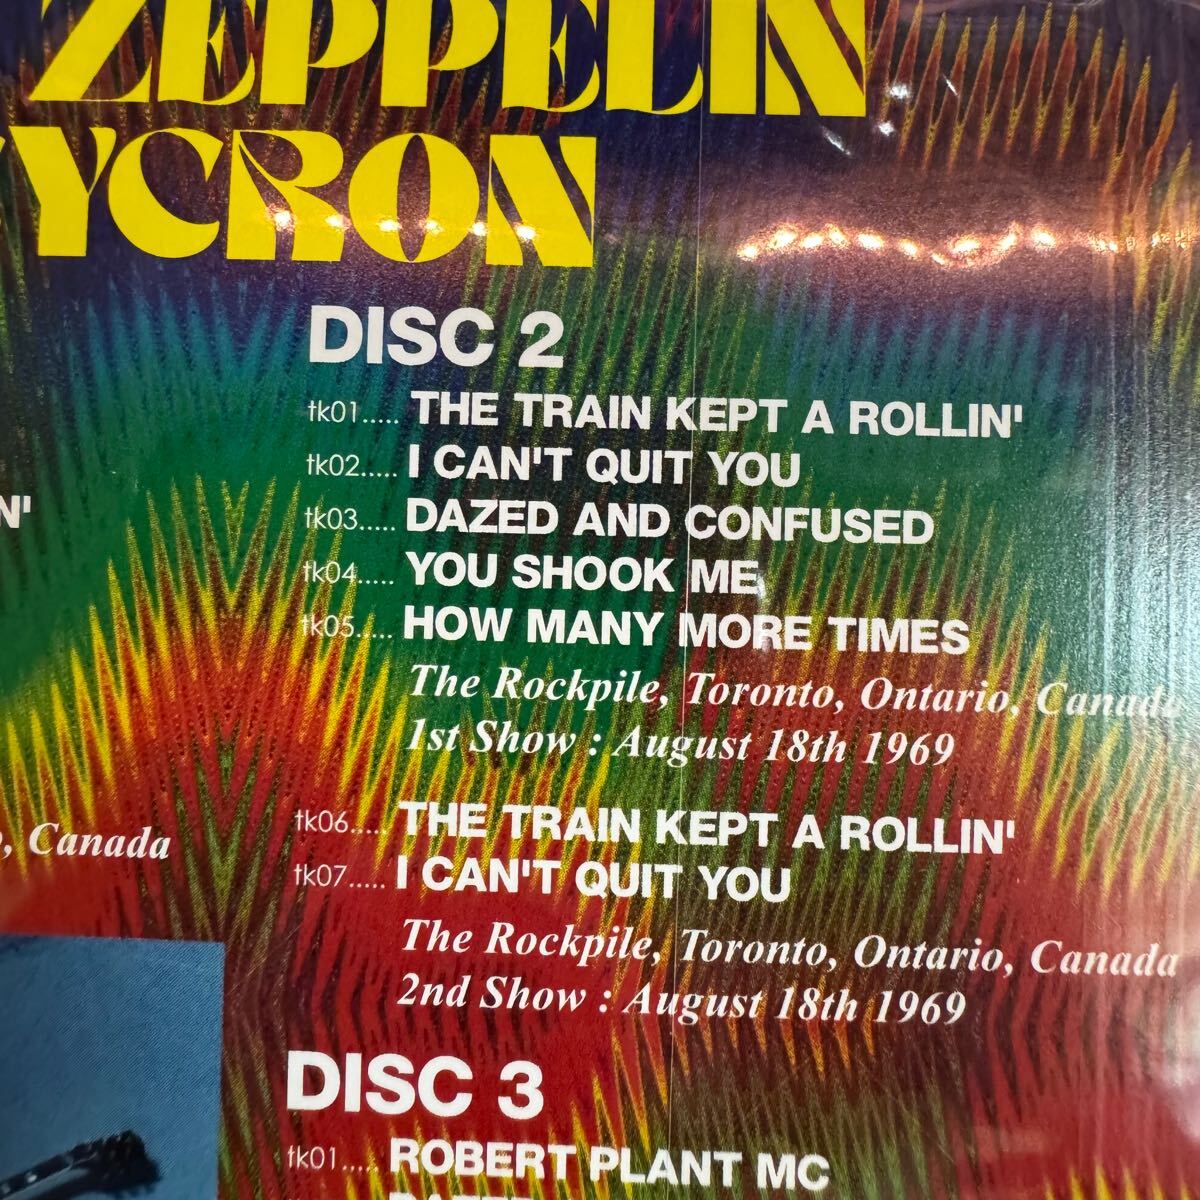 ZEPPELIN
YCRON
DISC 2
tk01..... THE TRAIN KEPT A ROLLIN'
tk02..... I CAN'T QUIT YOU
tk03..... DAZED AND CONFUSED
tk04..... YOU SHOOK ME
tk05..... HOW MANY MORE TIMES
The Rockpile, Toronto, Ontario, Canada
1st Show : August 18th 1969
tk06..... THE TRAIN KEPT A ROLLIN'
tk07..... I CAN'T QUIT YOU
The Rockpile, Toronto, Ontario, Canada
2nd Show : August 18th 1969
DISC 3
tk01..... ROBERT PLANT MC
N'
, Canada